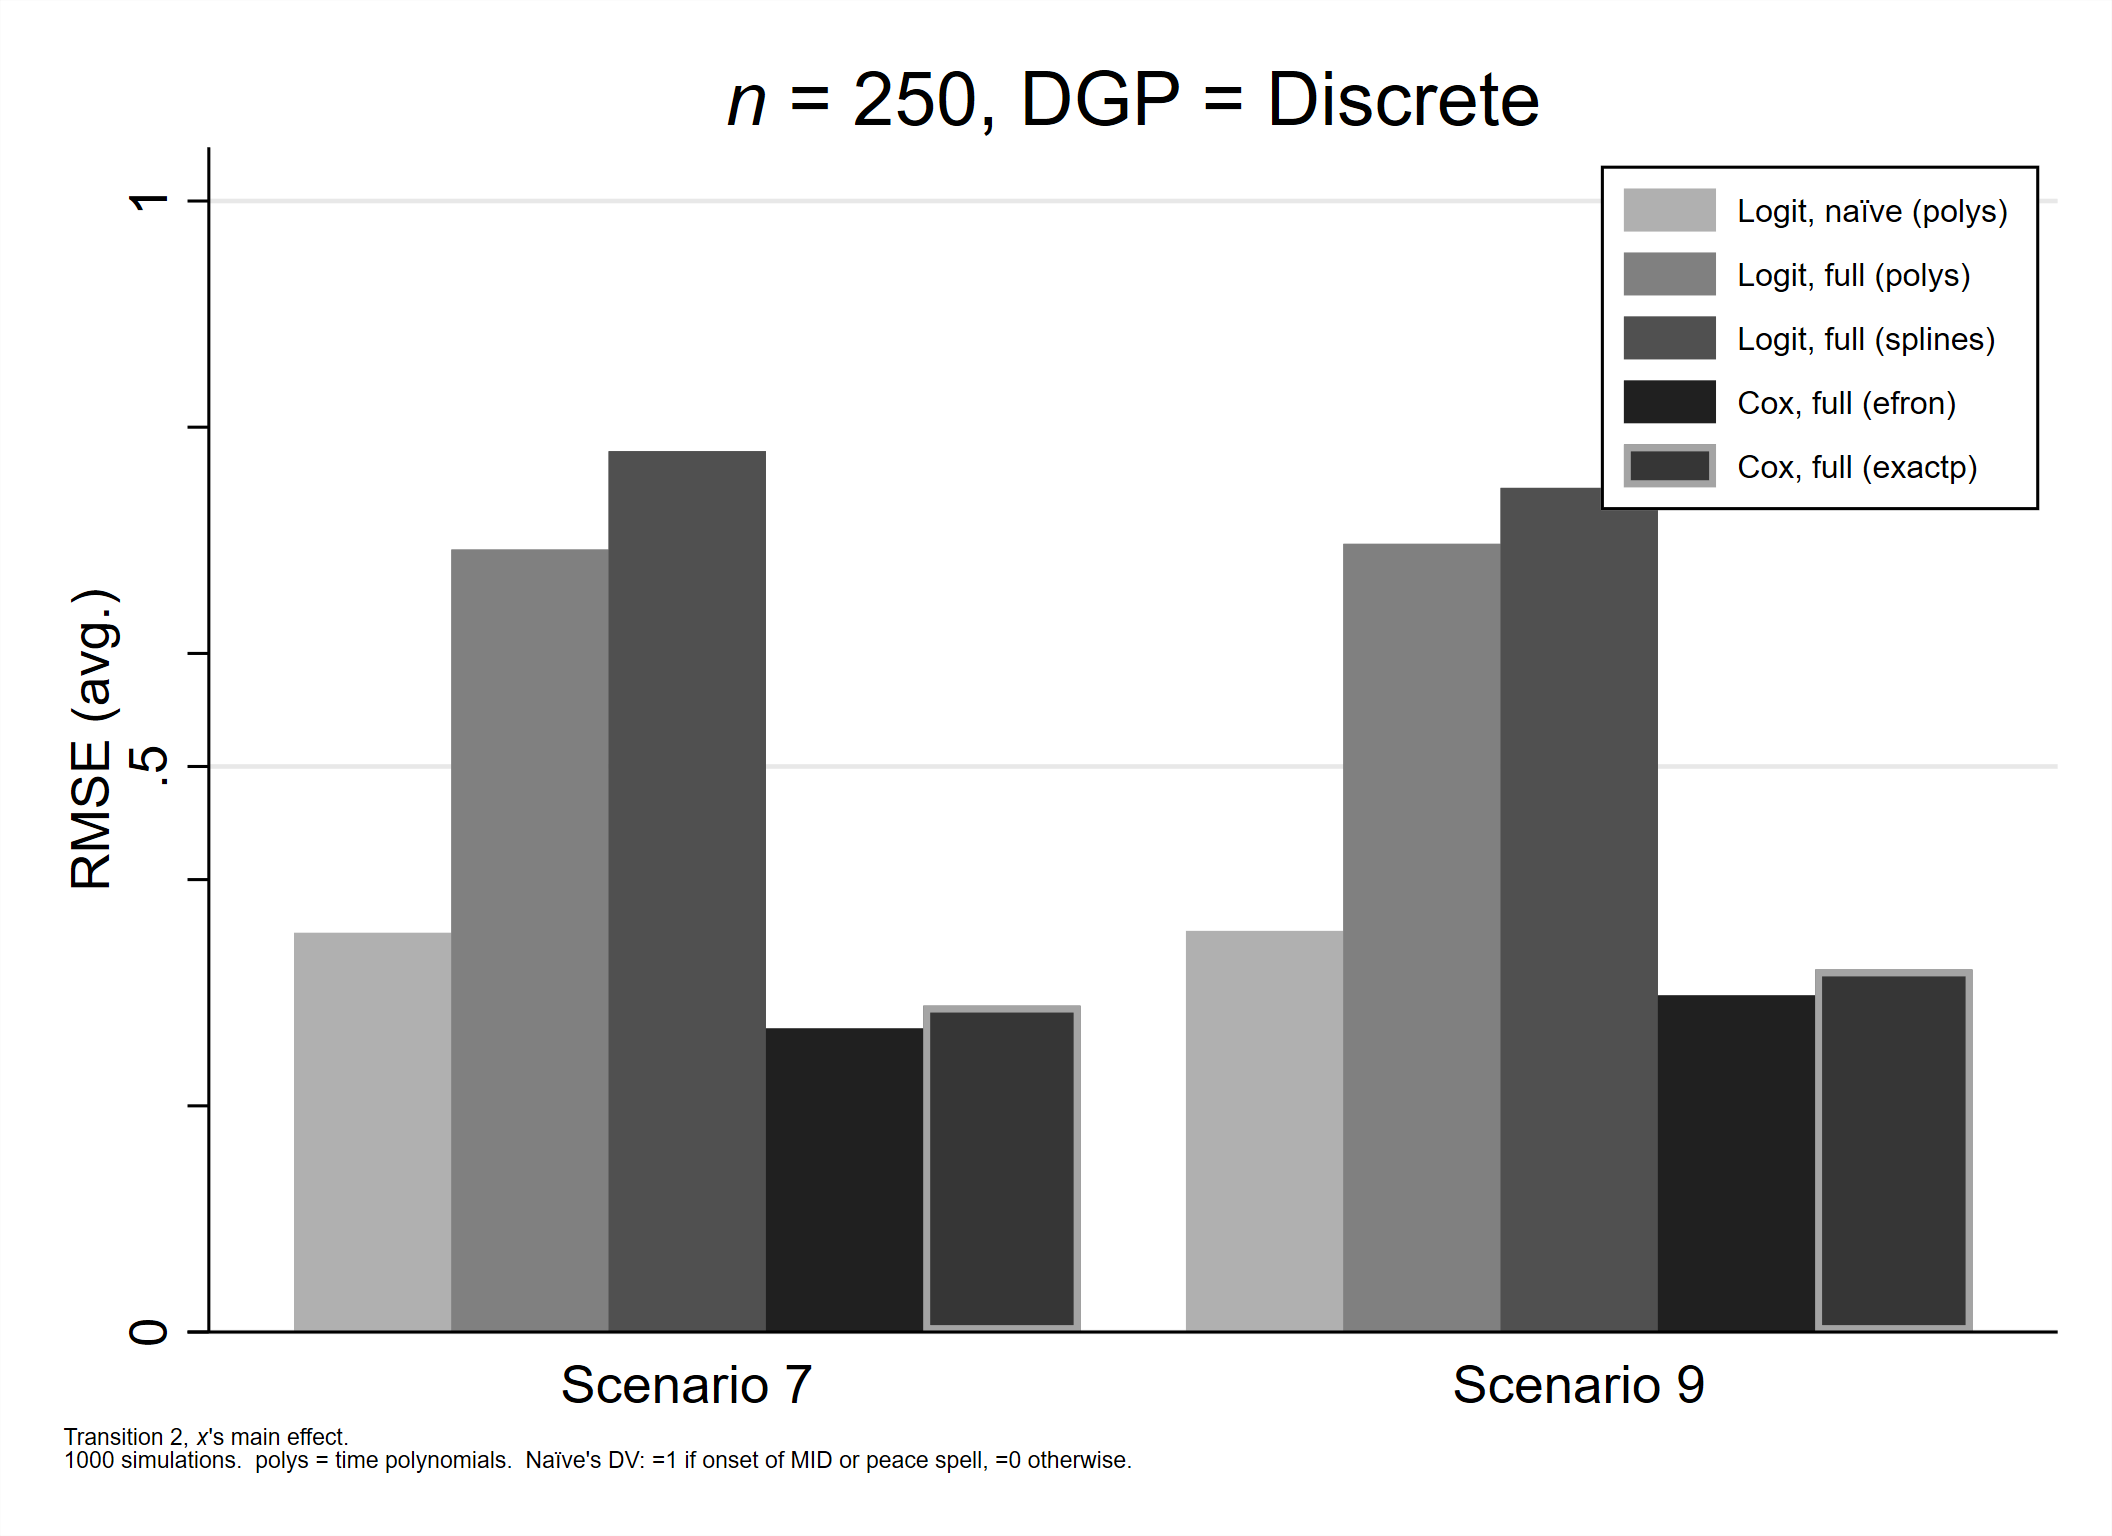 n = 250, DGP = Discrete
1
.5
0
RMSE (avg.)
Logit, naïve (polys)
Logit, full (polys)
Logit, full (splines)
Cox, full (efron)
Cox, full (exactp)
Scenario 7
Scenario 9
Transition 2, x's main effect.
1000 simulations.  polys = time polynomials.  Naïve's DV: =1 if onset of MID or peace spell, =0 otherwise.